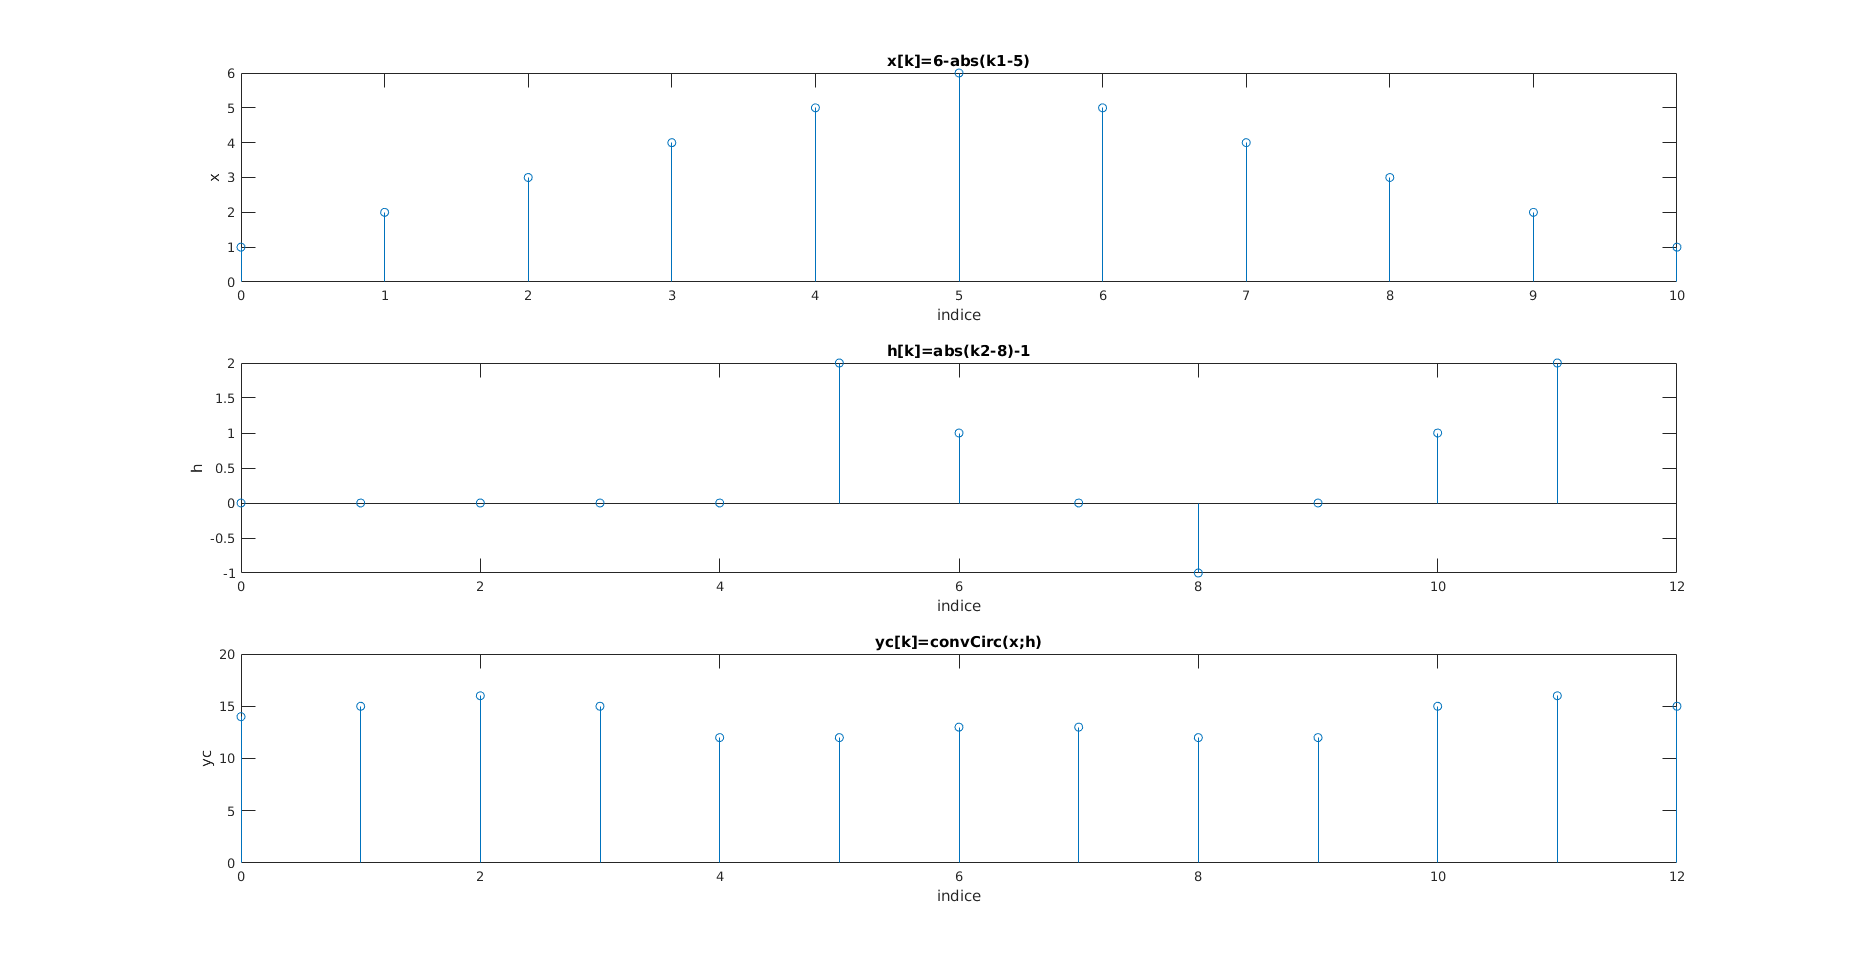 x[k]=6-abs(k1-5)
6
5
4
3
2
1
0
x
0 1 2 3 4 5 6 7 8 9 10
indice
h[k]=abs(k2-8)-1
2
1.5
1
0.5
0
-0.5
-1
h
0 2 4 6 8 10 12
indice
yc[k]=convCirc(x;h)
20
15
10
5
0
yc
0 2 4 6 8 10 12
indice